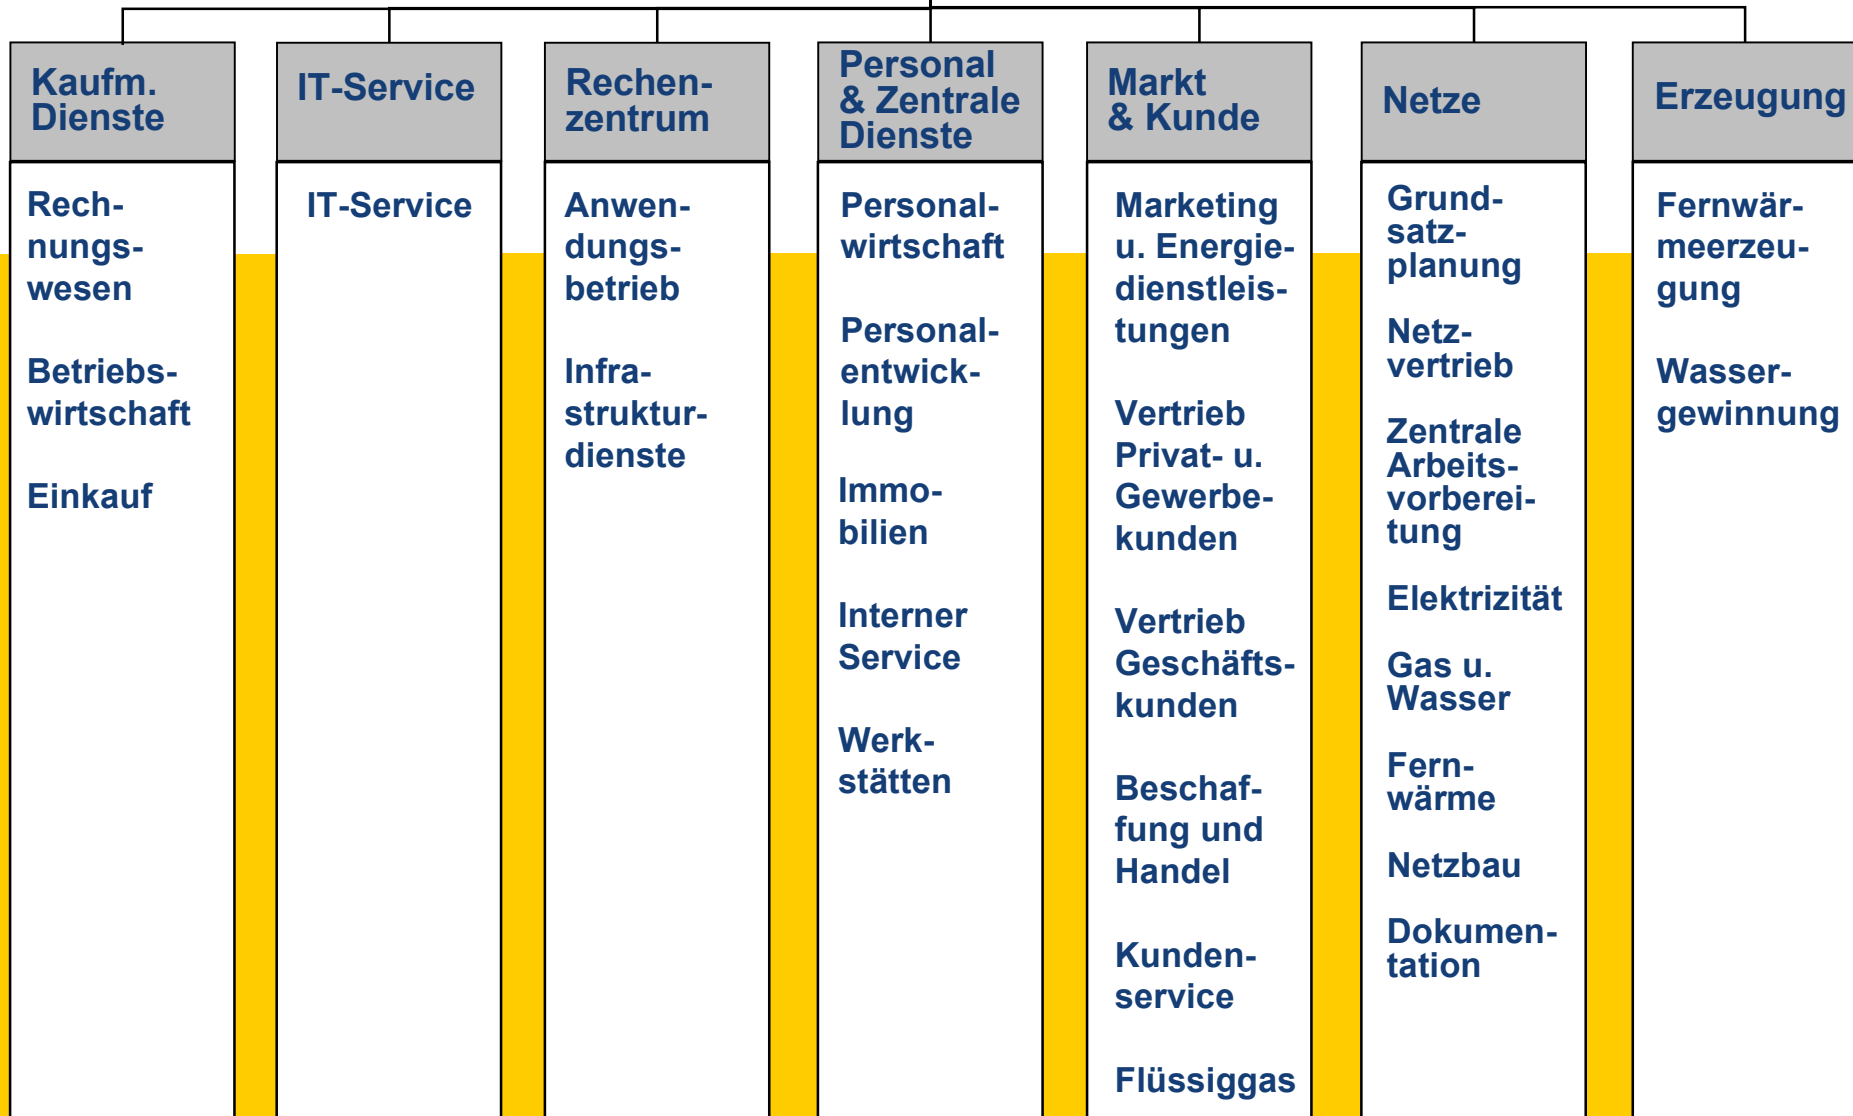 Kaufm.
Dienste
Rech-
nungs-
wesen
Betriebs-
wirtschaft
Einkauf
IT-Service
IT-Service
Rechen-
zentrum
Anwen-
dungs-
betrieb
Infra-
struktur-
dienste
Personal
& Zentrale
Dienste
Personal-
wirtschaft
Personal-
entwick-
lung
Immo-
bilien
Interner
Service
Werk-
stätten
Markt
& Kunde
Marketing
u. Energie-
dienstleis-
tungen
Vertrieb
Privat- u.
Gewerbe-
kunden
Vertrieb
Geschäfts-
kunden
Beschaf-
fung und
Handel
Kunden-
service
Flüssiggas
Netze
Grund-
satz-
planung
Netz-
vertrieb
Zentrale
Arbeits-
vorberei-
tung
Elektrizität
Gas u.
Wasser
Fern-
wärme
Netzbau
Dokumen-
tation
Erzeugung
Fernwär-
meerzeu-
gung
Wasser-
gewinnung